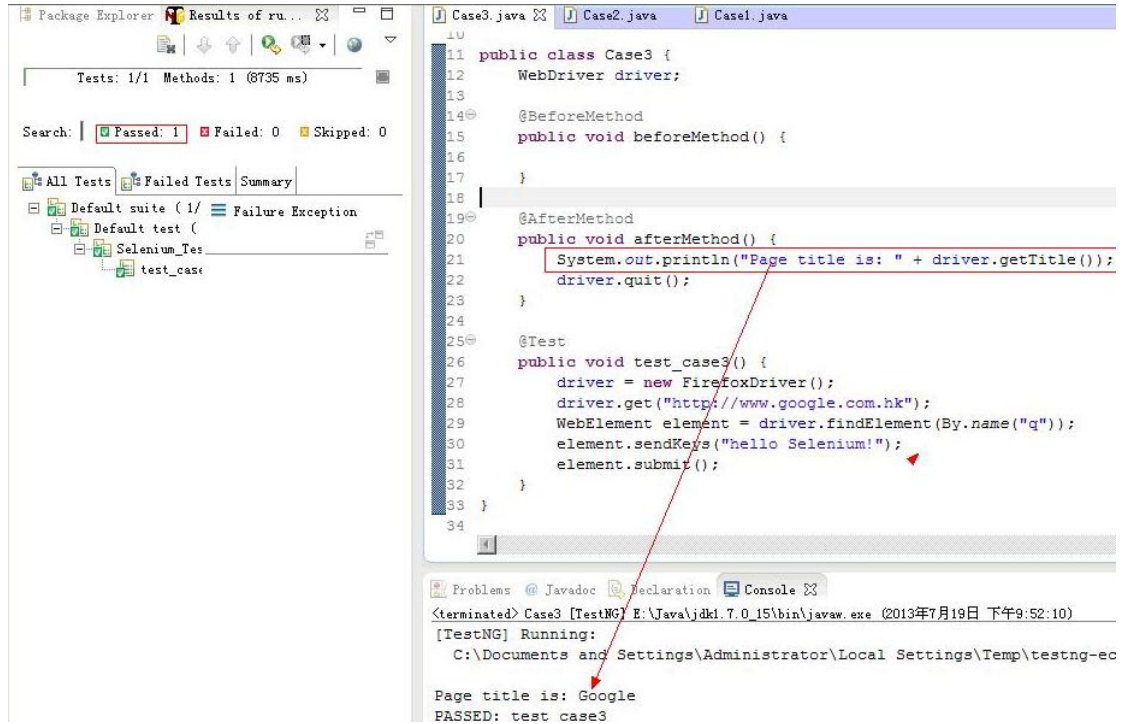 Package Explorer Results of ru...
Tests: 1/1 Methods: 1 (8735 ms)
Search: Passed: 1 Failed: 0 Skipped: 0
All Tests Failed Tests Summary
Default suite ( 1/ Failure Exception
Default test (
Selenium_Tes
test_case
Case3.java Case2.java Case1.java
10
11 public class Case3 {
12 WebDriver driver;
13
14 @BeforeMethod
15 public void beforeMethod() {
16
17 }
18
19 @AfterMethod
20 public void afterMethod() {
21 System.out.println("Page title is: " + driver.getTitle());
22 driver.quit();
23 }
24
25 @Test
26 public void test_case3() {
27 driver = new FirefoxDriver();
28 driver.get("http://www.google.com.hk");
29 WebElement element = driver.findElement(By.name("q"));
30 element.sendKeys("hello Selenium!");
31 element.submit();
32 }
33 }
34
Problems @ Javadoc Declaration Console
<terminated> Case3 [TestNG] E:\Java\jdk1.7.0_15\bin\javaw.exe (2013年7月19日 下午9:52:10)
[TestNG] Running:
C:\Documents and Settings\Administrator\Local Settings\Temp\testng-ec
Page title is: Google
PASSED: test_case3